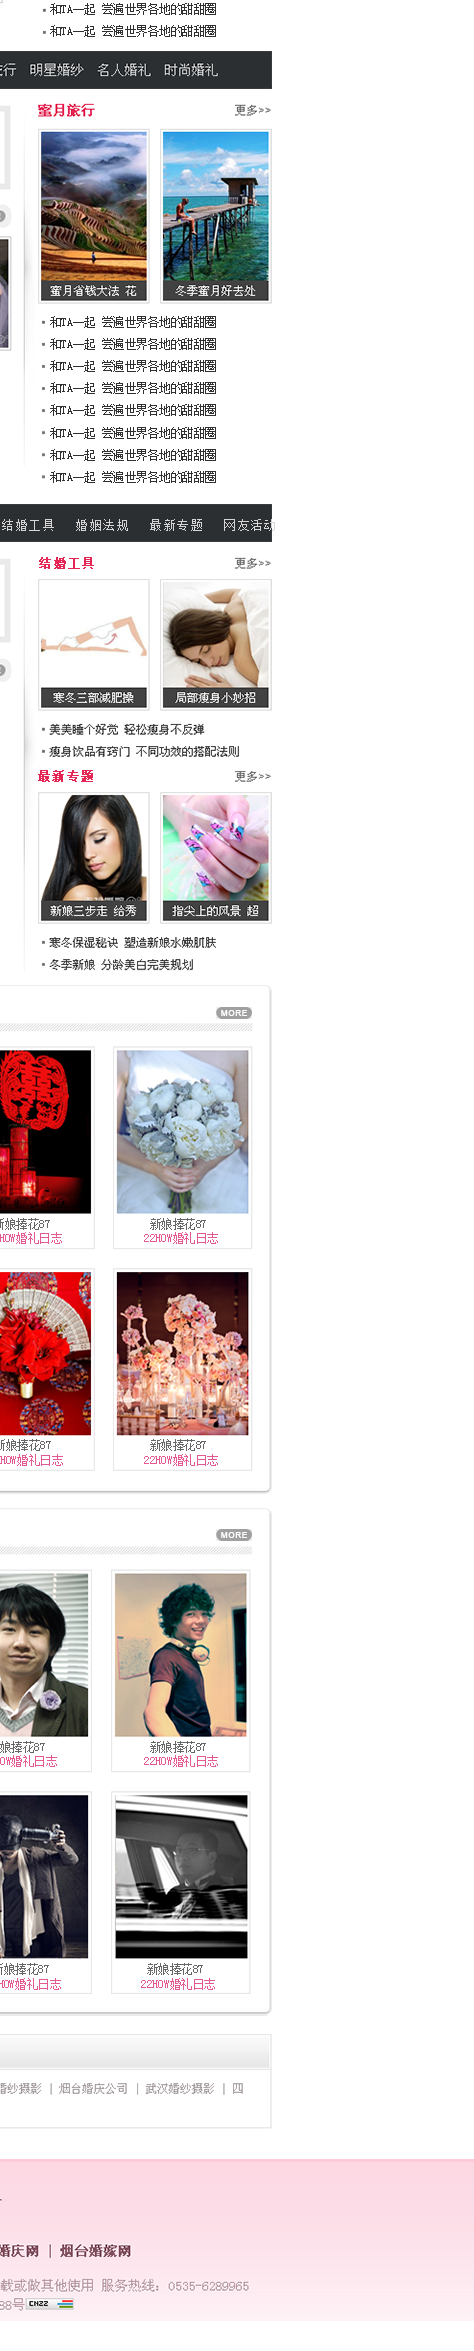 和TA一起 尝遍世界各地的甜甜圈
和TA一起 尝遍世界各地的甜甜圈
行 明星婚纱 名人婚礼 时尚婚礼
蜜月旅行 更多>>
蜜月省钱大法 花 冬季蜜月好去处
和TA一起 尝遍世界各地的甜甜圈
和TA一起 尝遍世界各地的甜甜圈
和TA一起 尝遍世界各地的甜甜圈
和TA一起 尝遍世界各地的甜甜圈
和TA一起 尝遍世界各地的甜甜圈
和TA一起 尝遍世界各地的甜甜圈
和TA一起 尝遍世界各地的甜甜圈
和TA一起 尝遍世界各地的甜甜圈
结婚工具 婚姻法规 最新专题 网友活动
结婚工具 更多>>
寒冬三部减肥操 局部瘦身小妙招
美美睡个好觉 轻松瘦身不反弹
瘦身饮品有窍门 不同功效的搭配法则
最新专题 更多>>
新娘三步走 给秀 指尖上的风景 超
寒冬保湿秘诀 塑造新娘水嫩肌肤
冬季新娘 分龄美白完美规划
MORE
新娘捧花87 新娘捧花87
HOW婚礼日志 22HOW婚礼日志
新娘捧花87 新娘捧花87
HOW婚礼日志 22HOW婚礼日志
MORE
娘捧花87 新娘捧花87
OW婚礼日志 22HOW婚礼日志
新娘捧花87 新娘捧花87
HOW婚礼日志 22HOW婚礼日志
婚纱摄影 | 烟台婚庆公司 | 武汉婚纱摄影 | 四
婚庆网 | 烟台婚嫁网
载或做其他使用 服务热线：0535-6289965
88号 CNZZ